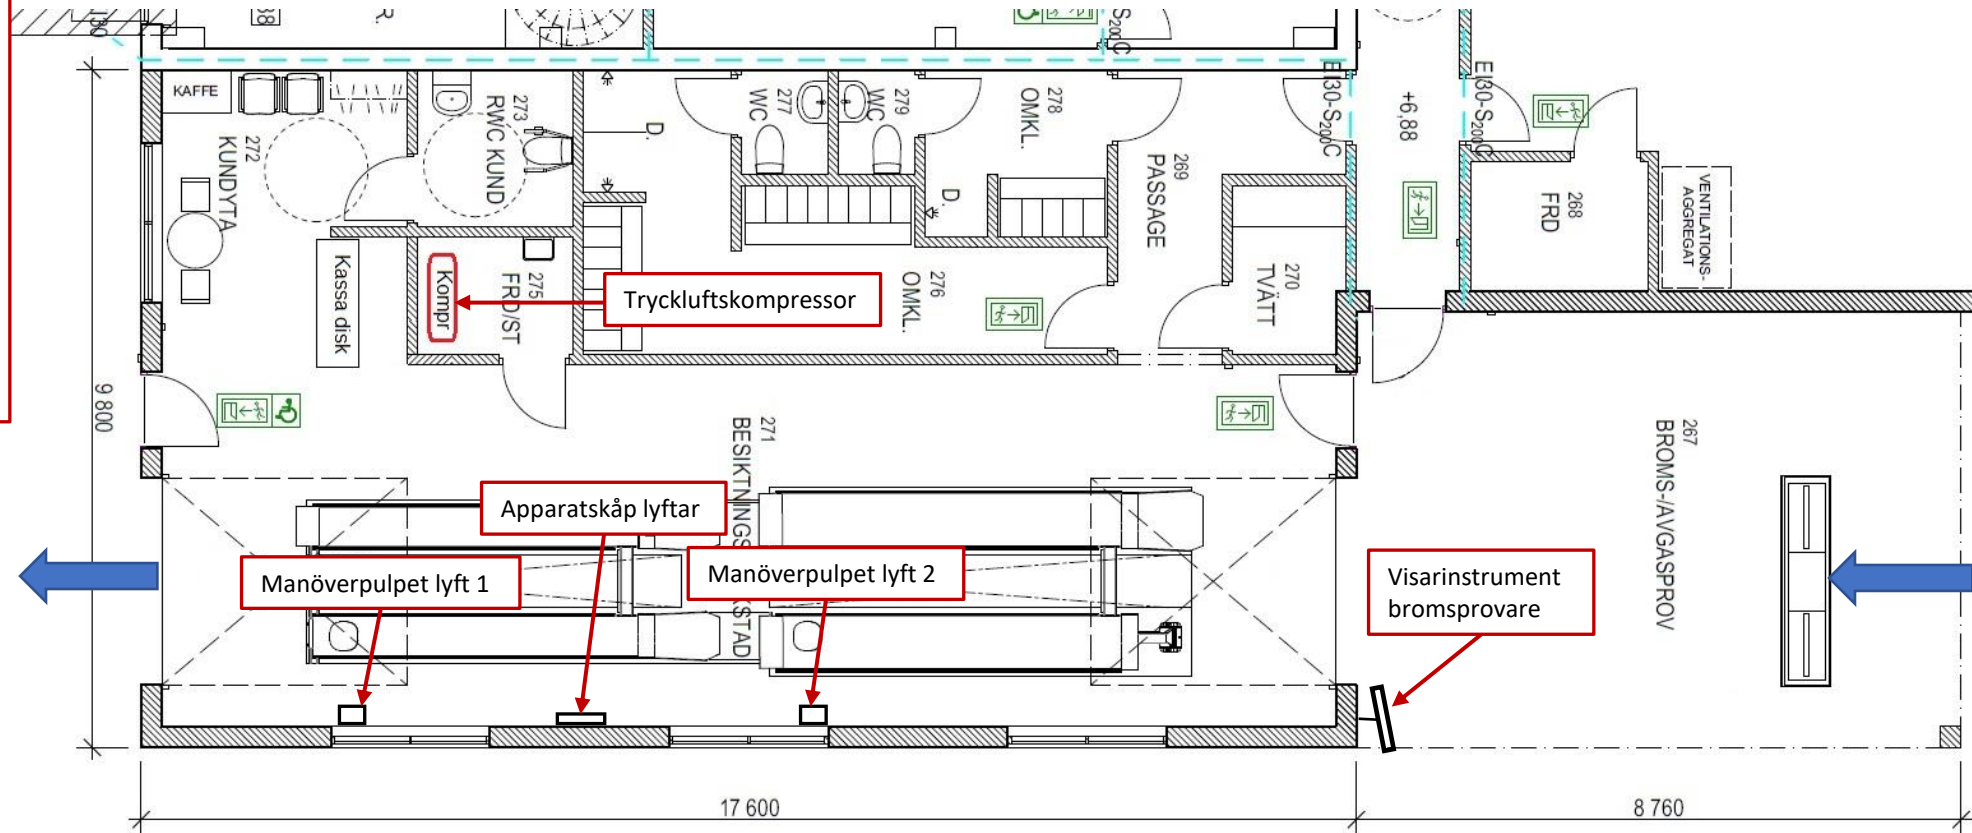 KAFFE
272
KUNDYTA
273
RWC KUND
D.
277
WC
279
WC
278
OMKL.
D.
269
PASSAGE
EI30-S200C
+6,88
EI30-S200C
268
FRD
VENTILATIONS-
AGGREGAT
Kassa disk
Kompr
275
FRD/ST
Tryckluftskompressor
276
OMKL.
270
TVÄTT
9 800
271
Apparatskåp lyftar
Manöverpulpet lyft 1
Manöverpulpet lyft 2
267
BROMS-/AVGASPROV
Visarinstrument
bromsprovare
17 600
8 760